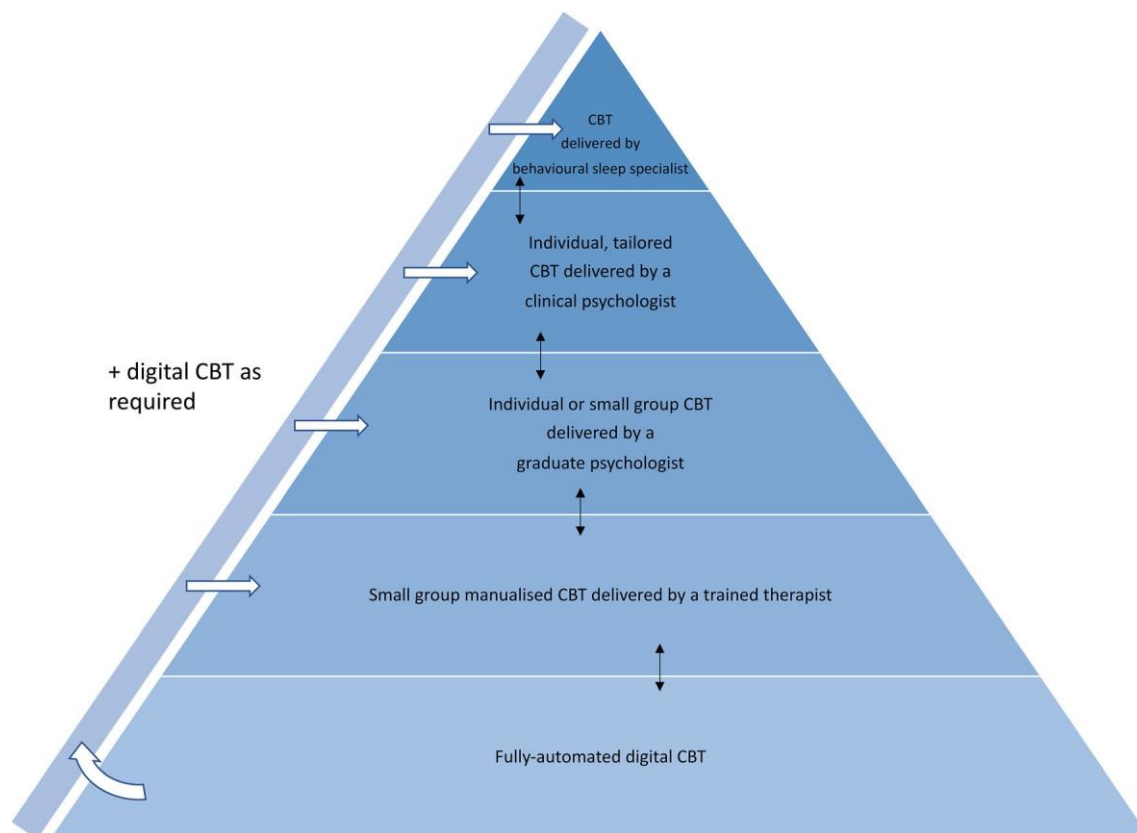 CBT
delivered by
behavioural sleep specialist
Individual, tailored
CBT delivered by a
clinical psychologist
+ digital CBT as
required
Individual or small group CBT
delivered by a
graduate psychologist
Small group manualised CBT delivered by a trained therapist
Fully-automated digital CBT